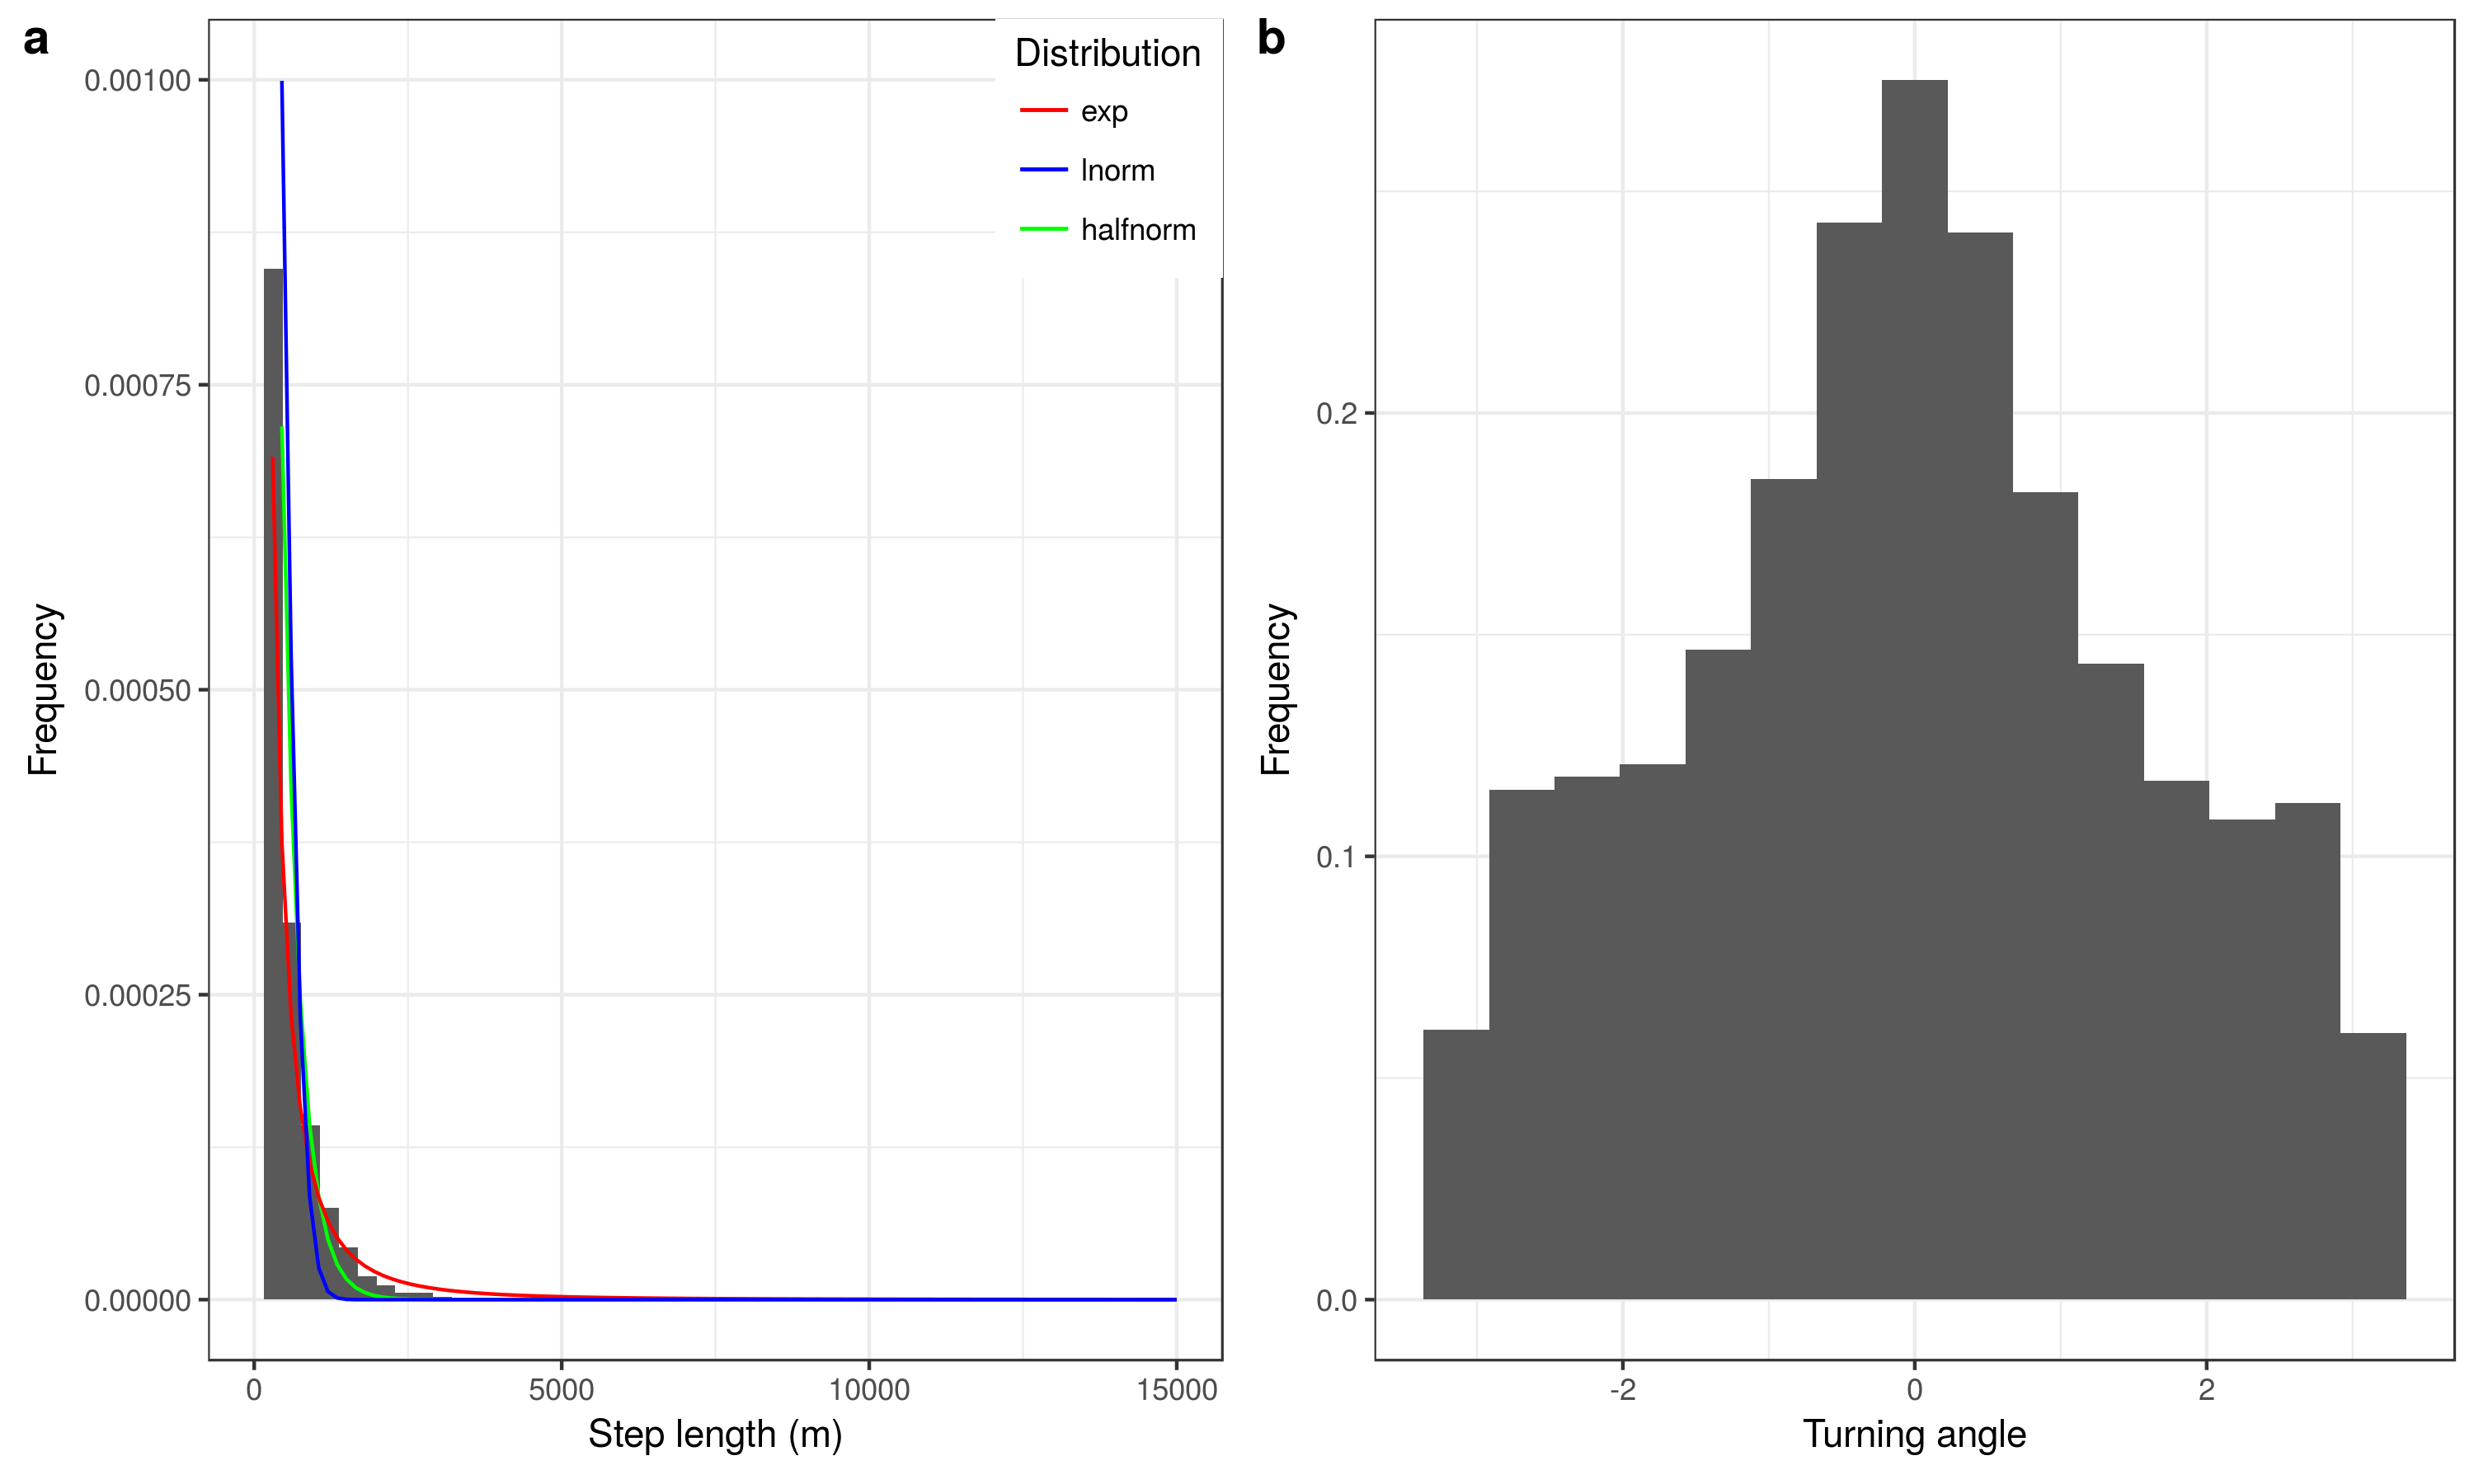 a
Distribution
exp
lnorm
halfnorm
0.00100
0.00075
0.00050
0.00025
0.00000
Frequency
0 5000 10000 15000
Step length (m)
b
0.2
0.1
0.0
Frequency
-2 0 2
Turning angle